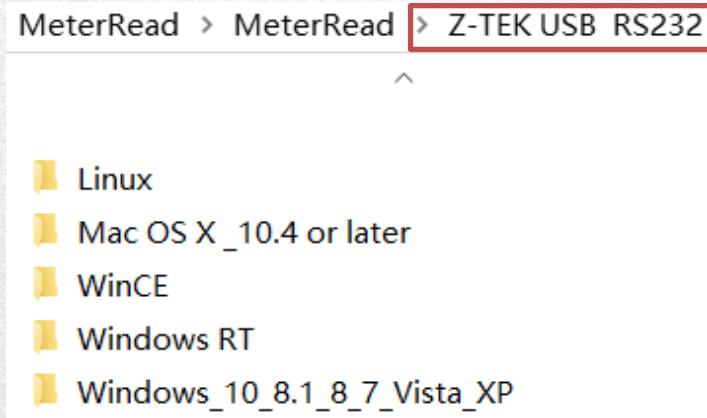 MeterRead > MeterRead > Z-TEK USB RS232
Linux
Mac OS X _10.4 or later
WinCE
Windows RT
Windows_10_8.1_8_7_Vista_XP